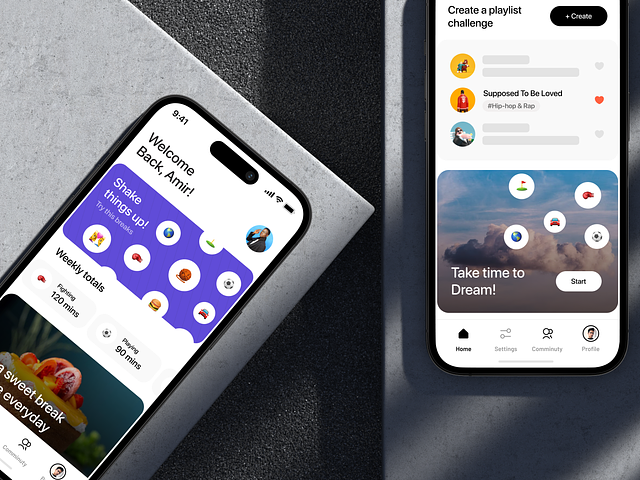 9:41
Welcome
Back, Amir!
Shake
things up!
Try this breaks
Weekly totals
Fighting
120 mins
Playing
90 mins
a sweet break
everyday
Comminuty
Create a playlist
challenge
+ Create
Supposed To Be Loved
#Hip-hop & Rap
Take time to
Dream!
Start
Home
Settings
Comminuty
Profile